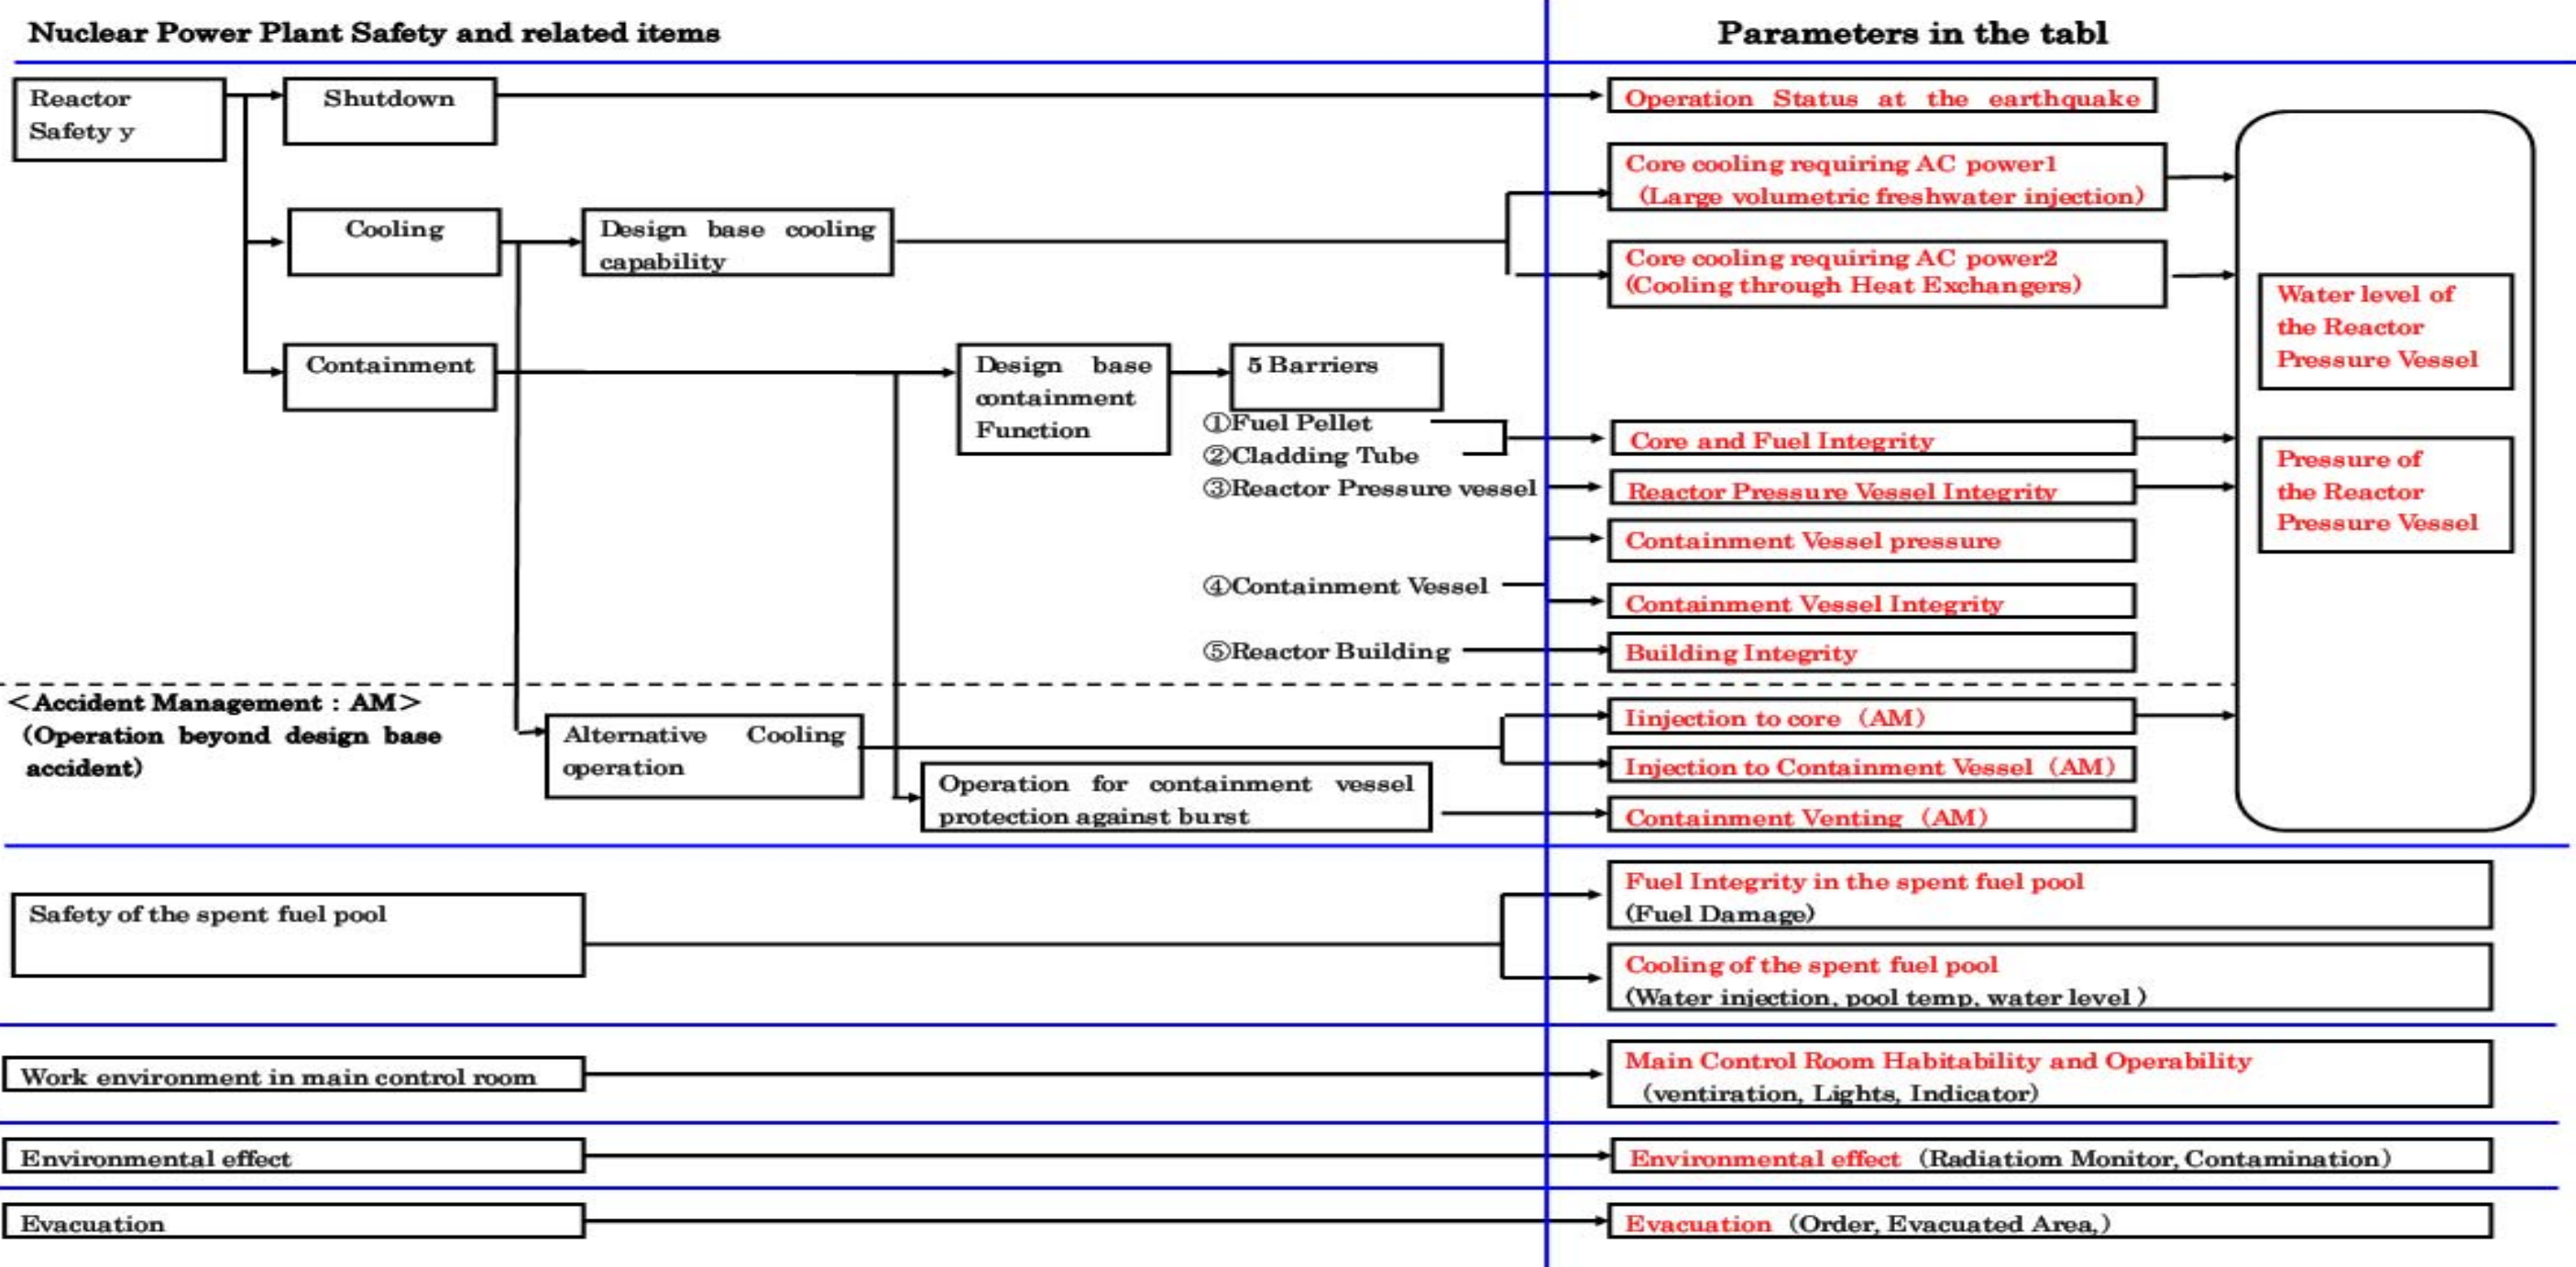 Nuclear Power Plant Safety and related items
Parameters in the tabl
Reactor
Safety y
Shutdown
Operation Status at the earthquake
Core cooling requiring AC power1
(Large volumetric freshwater injection)
Cooling
Design base cooling
capability
Core cooling requiring AC power2
(Cooling through Heat Exchangers)
Water level of
the Reactor
Pressure Vessel
Containment
Design base
containment
Function
5 Barriers
①Fuel Pellet
②Cladding Tube
③Reactor Pressure vessel
Core and Fuel Integrity
Reactor Pressure Vessel Integrity
Pressure of
the Reactor
Pressure Vessel
Containment Vessel pressure
④Containment Vessel
Containment Vessel Integrity
⑤Reactor Building
Building Integrity
<Accident Management : AM>
(Operation beyond design base
accident)
Alternative Cooling
operation
Iinjection to core (AM)
Injection to Containment Vessel (AM)
Operation for containment vessel
protection against burst
Containment Venting (AM)
Safety of the spent fuel pool
Fuel Integrity in the spent fuel pool
(Fuel Damage)
Cooling of the spent fuel pool
(Water injection, pool temp, water level )
Work environment in main control room
Main Control Room Habitability and Operability
(ventiration, Lights, Indicator)
Environmental effect
Environmental effect (Radiatiom Monitor, Contamination)
Evacuation
Evacuation (Order, Evacuated Area,)